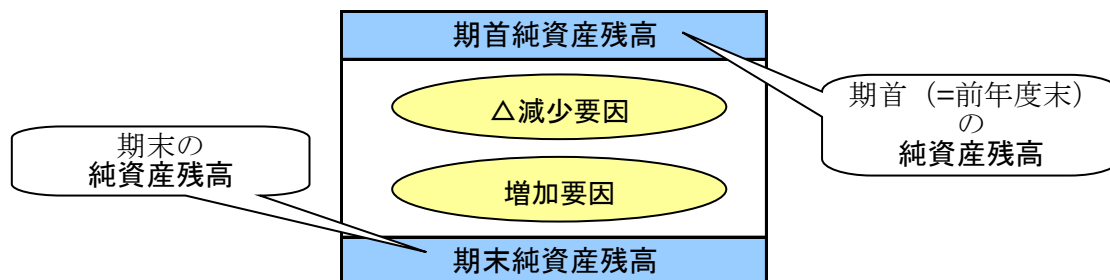 期首純資産残高
期首（=前年度末）
の
純資産残高
△減少要因
期末の
純資産残高
増加要因
期末純資産残高